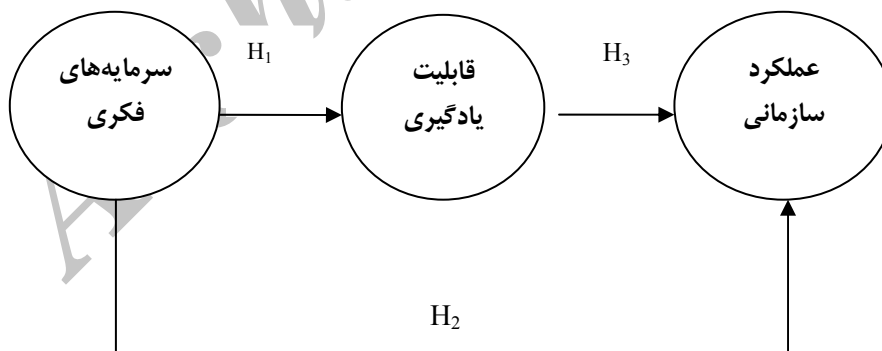 سرمایه‌های
فکری
H₁
قابلیت
یادگیری
H₃
عملکرد
سازمانی
H₂